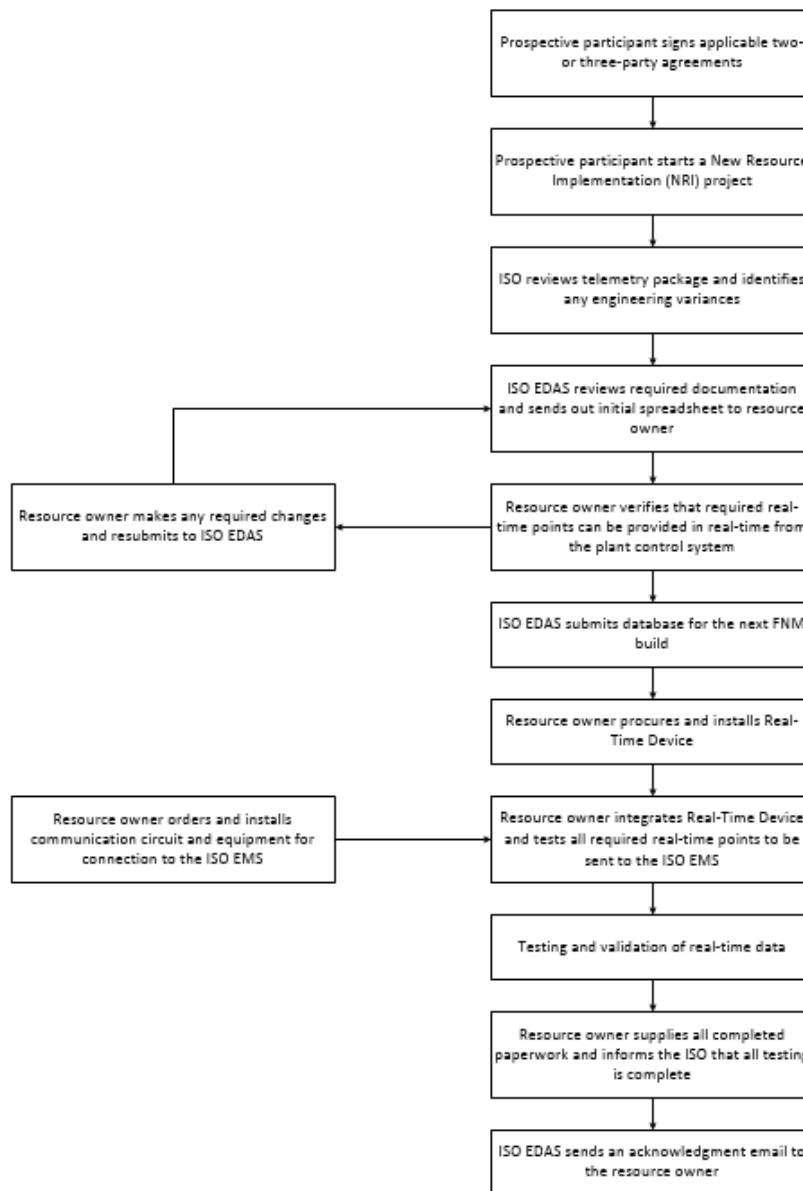 Prospective participant signs applicable two-
or three-party agreements
Prospective participant starts a New Resource
Implementation (NRI) project
ISO reviews telemetry package and identifies
any engineering variances
ISO EDAS reviews required documentation
and sends out initial spreadsheet to resource
owner
Resource owner makes any required changes
and resubmits to ISO EDAS
Resource owner verifies that required real-
time points can be provided in real-time from
the plant control system
ISO EDAS submits database for the next FNM
build
Resource owner procures and installs Real-
Time Device
Resource owner orders and installs
communication circuit and equipment for
connection to the ISO EMS
Resource owner integrates Real-Time Device
and tests all required real-time points to be
sent to the ISO EMS
Testing and validation of real-time data
Resource owner supplies all completed
paperwork and informs the ISO that all testing
is complete
ISO EDAS sends an acknowledgment email to
the resource owner